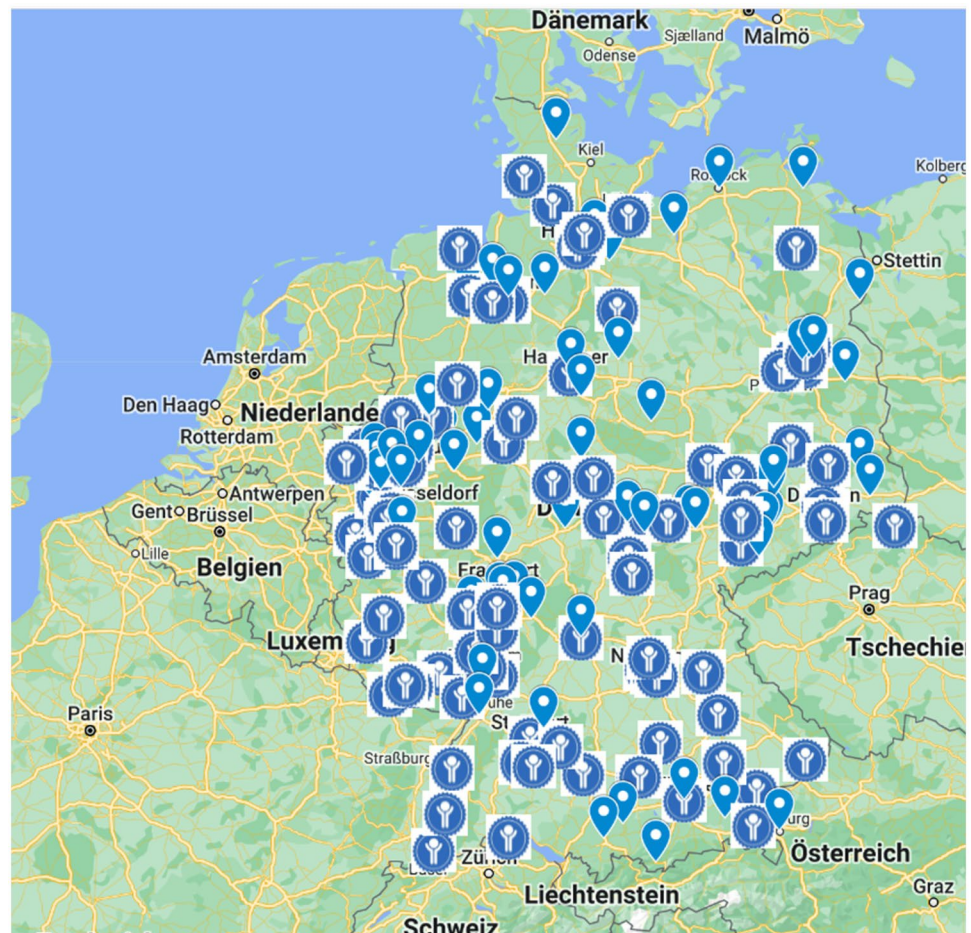 Dänemark
Sjælland
Malmö
Odense
Kiel
Kolberg
Stettin
Amsterdam
Den Haag
Niederlande
Rotterdam
Antwerpen
Gent
Brüssel
Lille
Belgien
Prag
Luxem
Tschechie
Paris
Straßburg
Zürich
Österreich
Liechtenstein
Graz
Schweiz